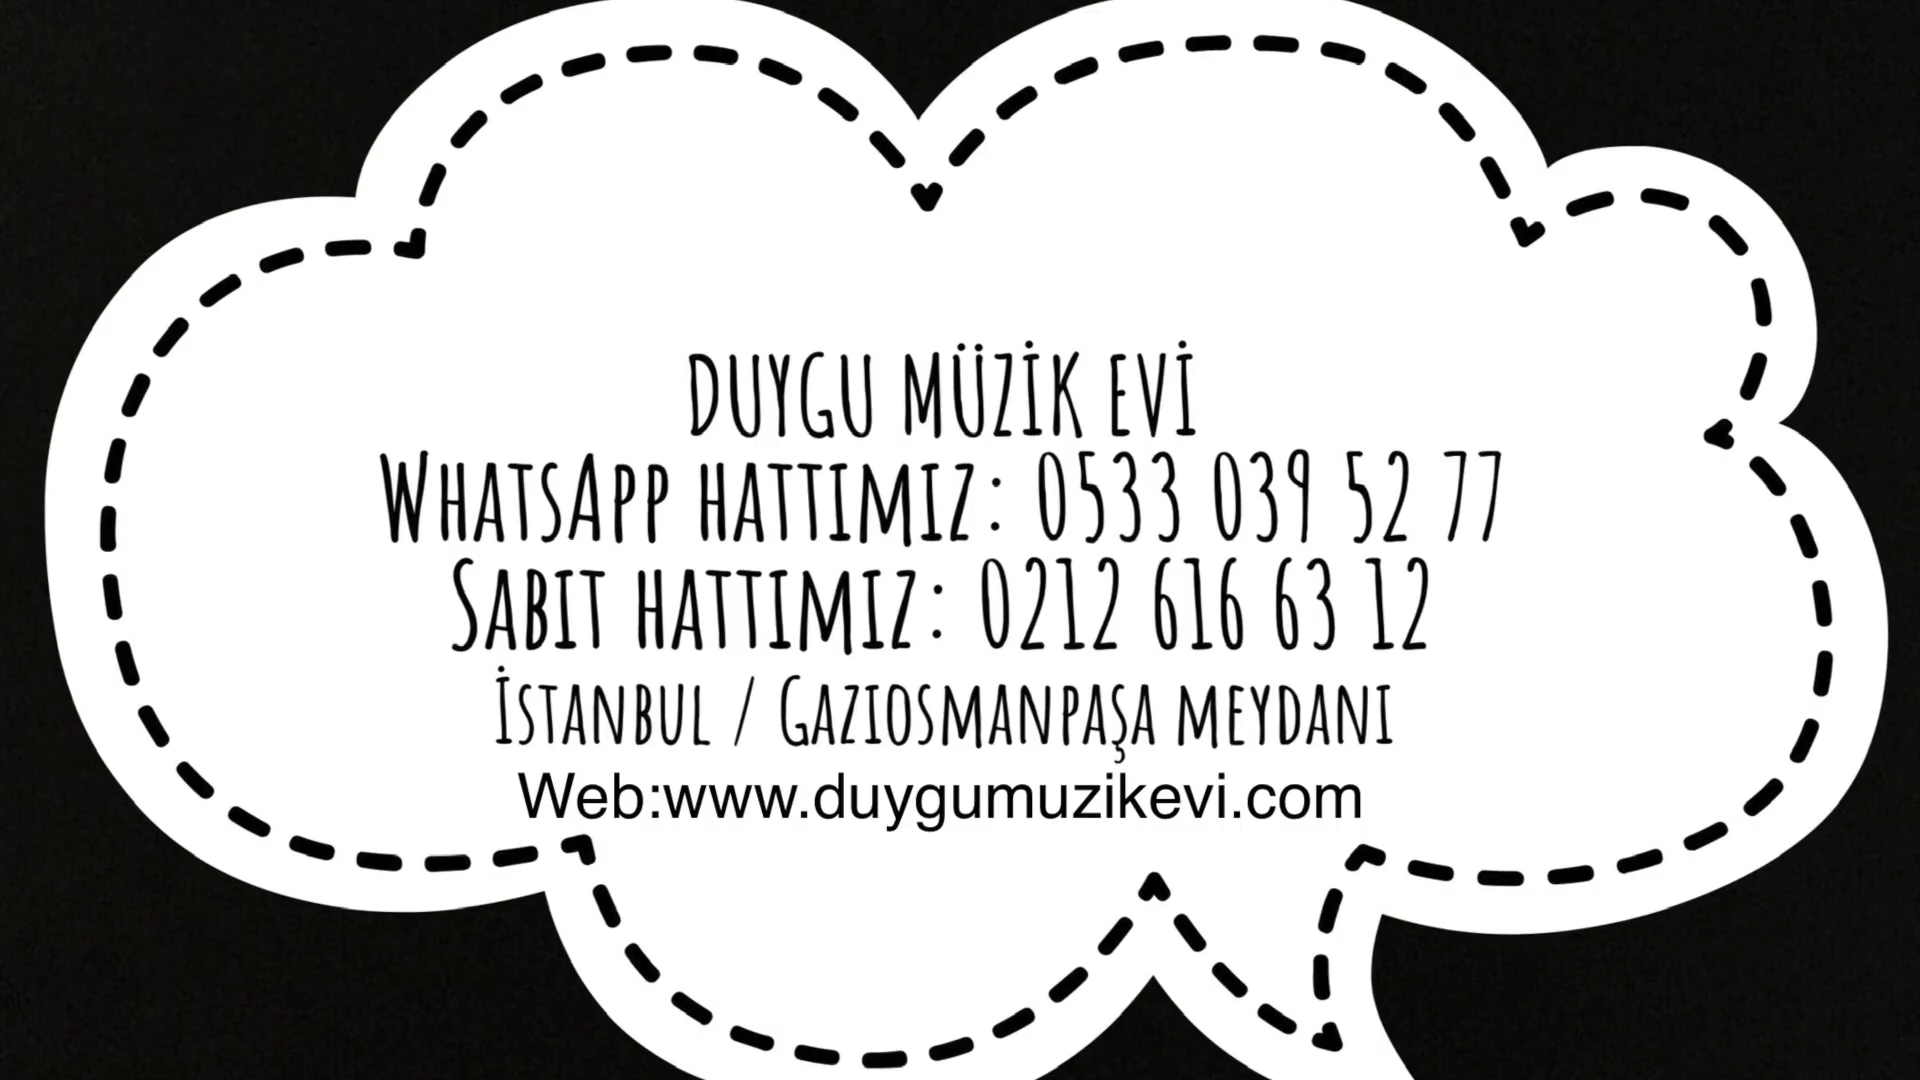 DUYGU MÜZİK EVİ
WhatsApp hattımız: 0533 039 52 77
Sabit hattımız: 0212 616 63 12
İstanbul / Gaziosmanpaşa meydanı
Web:www.duygumuzikevi.com